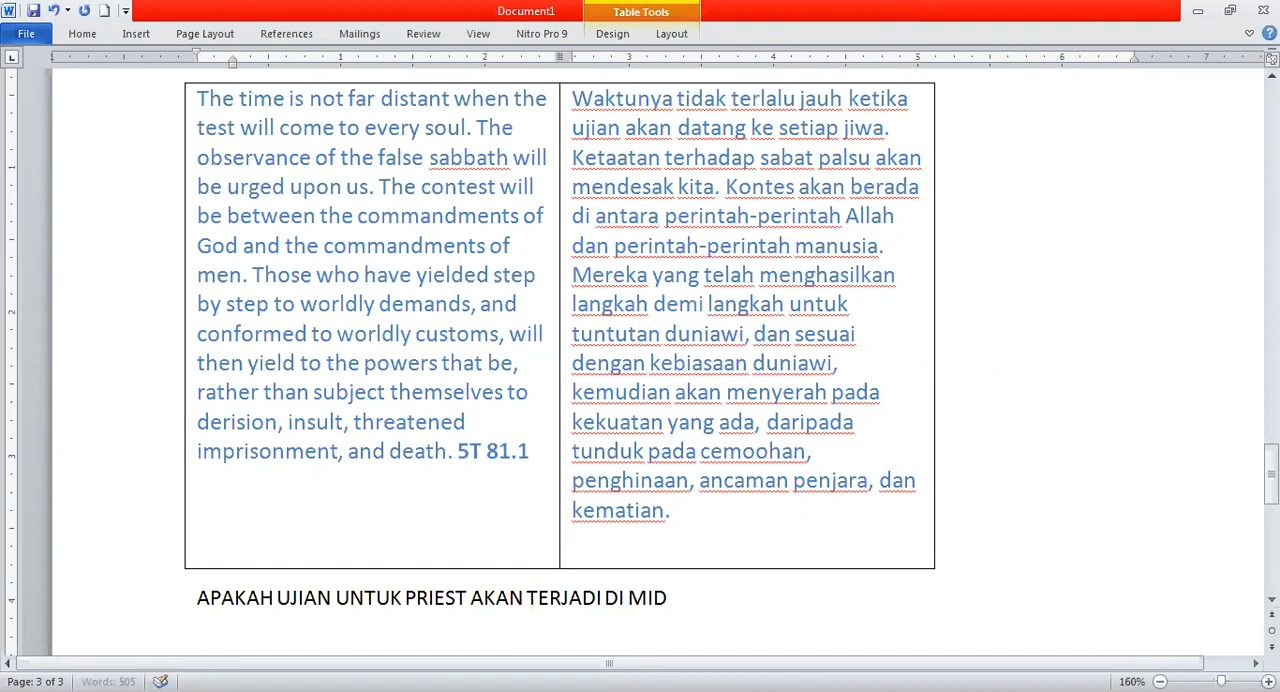 Document1
Table Tools
File Home Insert Page Layout References Mailings Review View Nitro Pro 9 Design Layout
1 1 2 3 4 5 6 7
The time is not far distant when the
test will come to every soul. The
observance of the false sabbath will
be urged upon us. The contest will
be between the commandments of
God and the commandments of
men. Those who have yielded step
by step to worldly demands, and
conformed to worldly customs, will
then yield to the powers that be,
rather than subject themselves to
derision, insult, threatened
imprisonment, and death. 5T 81.1
Waktunya tidak terlalu jauh ketika
ujian akan datang ke setiap jiwa.
Ketaatan terhadap sabat palsu akan
mendesak kita. Kontes akan berada
di antara perintah-perintah Allah
dan perintah-perintah manusia.
Mereka yang telah menghasilkan
langkah demi langkah untuk
tuntutan duniawi, dan sesuai
dengan kebiasaan duniawi,
kemudian akan menyerah pada
kekuatan yang ada, daripada
tunduk pada cemoohan,
penghinaan, ancaman penjara, dan
kematian.
APAKAH UJIAN UNTUK PRIEST AKAN TERJADI DI MID
Page: 3 of 3 Words: 505 160%